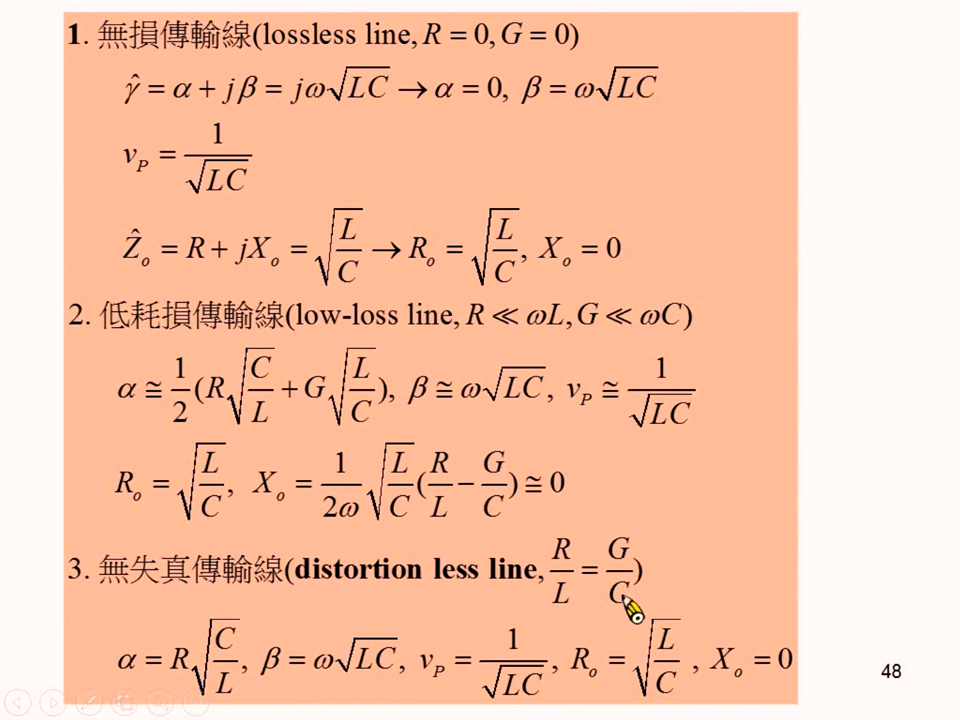 1. 無損傳輸線(lossless line, R = 0, G = 0)
γ̂ = α + jβ = jω√LC → α = 0, β = ω√LC
v_P = 1/√LC
Ẑ_o = R + jX_o = √(L/C) → R_o = √(L/C), X_o = 0
2. 低耗損傳輸線(low-loss line, R ≪ ωL, G ≪ ωC)
α ≅ 1/2 (R√(C/L) + G√(L/C)), β ≅ ω√LC, v_P ≅ 1/√LC
R_o = √(L/C), X_o = 1/2ω √(L/C) (R/L − G/C) ≅ 0
3. 無失真傳輸線(distortion less line, R/L = G/C)
α = R√(C/L), β = ω√LC, v_P = 1/√LC, R_o = √(L/C), X_o = 0
48